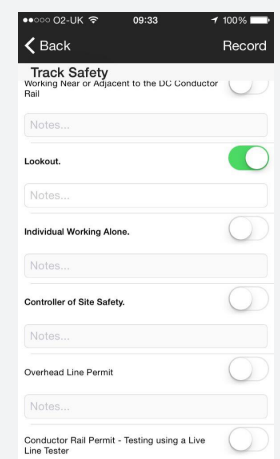 ●●○○○ O2-UK 09:33 100%
Back Record
Track Safety
Working Near or Adjacent to the DC Conductor
Rail
Notes...
Lookout.
Notes...
Individual Working Alone.
Notes...
Controller of Site Safety.
Notes...
Overhead Line Permit
Notes...
Conductor Rail Permit - Testing using a Live
Line Tester